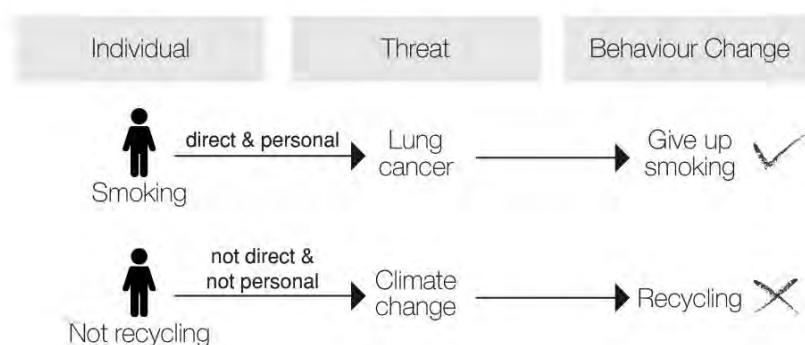 Individual
Threat
Behaviour Change
direct & personal
Smoking
Lung
cancer
Give up
smoking
not direct &
not personal
Not recycling
Climate
change
Recycling